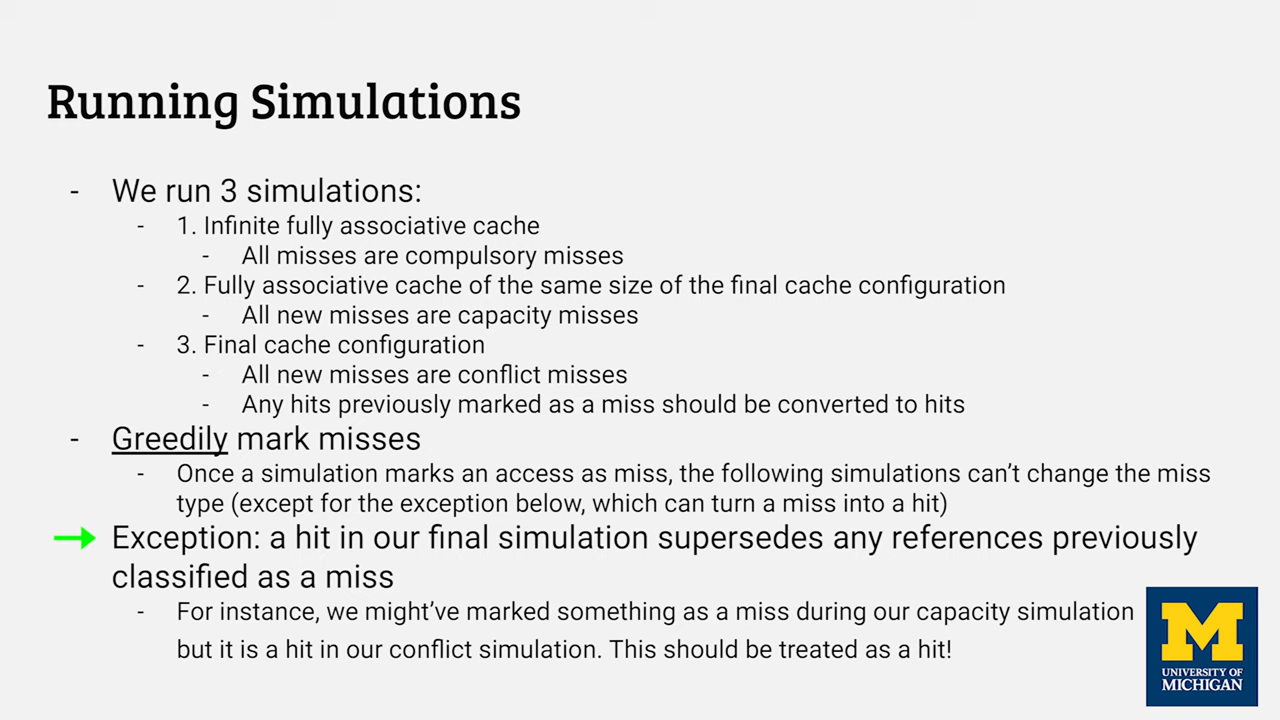 Running Simulations
- We run 3 simulations:
- 1. Infinite fully associative cache
- All misses are compulsory misses
- 2. Fully associative cache of the same size of the final cache configuration
- All new misses are capacity misses
- 3. Final cache configuration
- All new misses are conflict misses
- Any hits previously marked as a miss should be converted to hits
- Greedily mark misses
- Once a simulation marks an access as miss, the following simulations can't change the miss
type (except for the exception below, which can turn a miss into a hit)
Exception: a hit in our final simulation supersedes any references previously
classified as a miss
- For instance, we might've marked something as a miss during our capacity simulation
but it is a hit in our conflict simulation. This should be treated as a hit!
M
UNIVERSITY OF
MICHIGAN